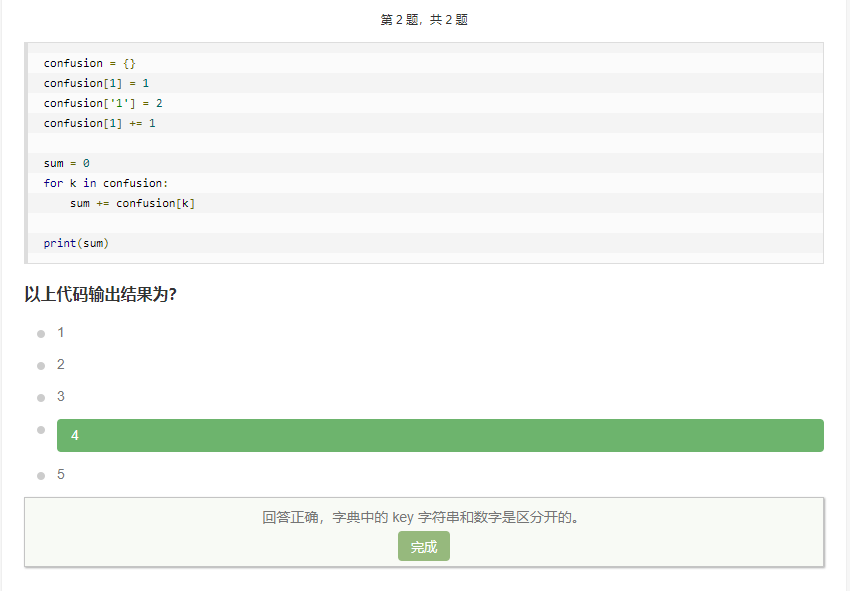 第 2 题，共 2 题
confusion = {}
confusion[1] = 1
confusion['1'] = 2
confusion[1] += 1
sum = 0
for k in confusion:
    sum += confusion[k]
print(sum)
以上代码输出结果为?
1
2
3
4
5
回答正确，字典中的 key 字符串和数字是区分开的。
完成